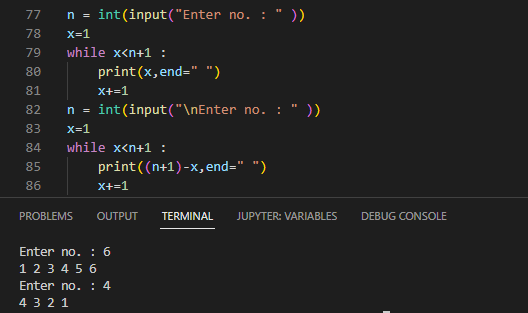 77 n = int(input("Enter no. : " ))
78 x=1
79 while x<n+1 :
80     print(x,end=" ")
81     x+=1
82 n = int(input("\nEnter no. : " ))
83 x=1
84 while x<n+1 :
85     print((n+1)-x,end=" ")
86     x+=1
PROBLEMS OUTPUT TERMINAL JUPYTER: VARIABLES DEBUG CONSOLE
Enter no. : 6
1 2 3 4 5 6
Enter no. : 4
4 3 2 1